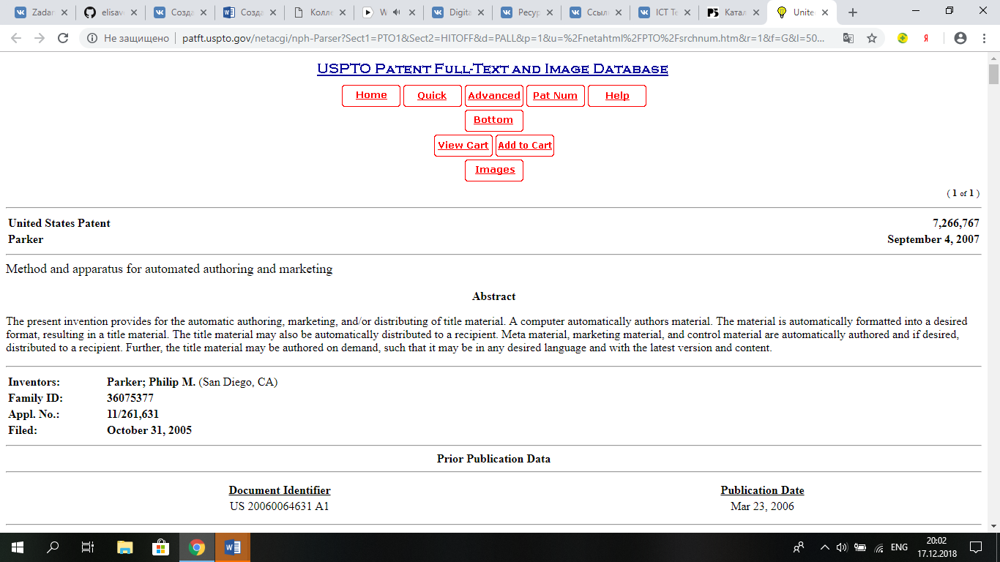 Zadan
elisave
Созда
Созда
Колле
W
Digita
Ресур
Ссыл
ICT Te
Катал
Unite
Не защищено patft.uspto.gov/netacgi/nph-Parser?Sect1=PTO1&Sect2=HITOFF&d=PALL&p=1&u=%2Fnetahtml%2FPTO%2Fsrchnum.htm&r=1&f=G&l=50...
USPTO Patent Full-Text and Image Database
Home Quick Advanced Pat Num Help
Bottom
View Cart Add to Cart
Images
( 1 of 1 )
United States Patent 7,266,767
Parker September 4, 2007
Method and apparatus for automated authoring and marketing
Abstract
The present invention provides for the automatic authoring, marketing, and/or distributing of title material. A computer automatically authors material. The material is automatically formatted into a desired
format, resulting in a title material. The title material may also be automatically distributed to a recipient. Meta material, marketing material, and control material are automatically authored and if desired,
distributed to a recipient. Further, the title material may be authored on demand, such that it may be in any desired language and with the latest version and content.
Inventors: Parker; Philip M. (San Diego, CA)
Family ID: 36075377
Appl. No.: 11/261,631
Filed: October 31, 2005
Prior Publication Data
Document Identifier Publication Date
US 20060064631 A1 Mar 23, 2006
ENG
20:02
17.12.2018